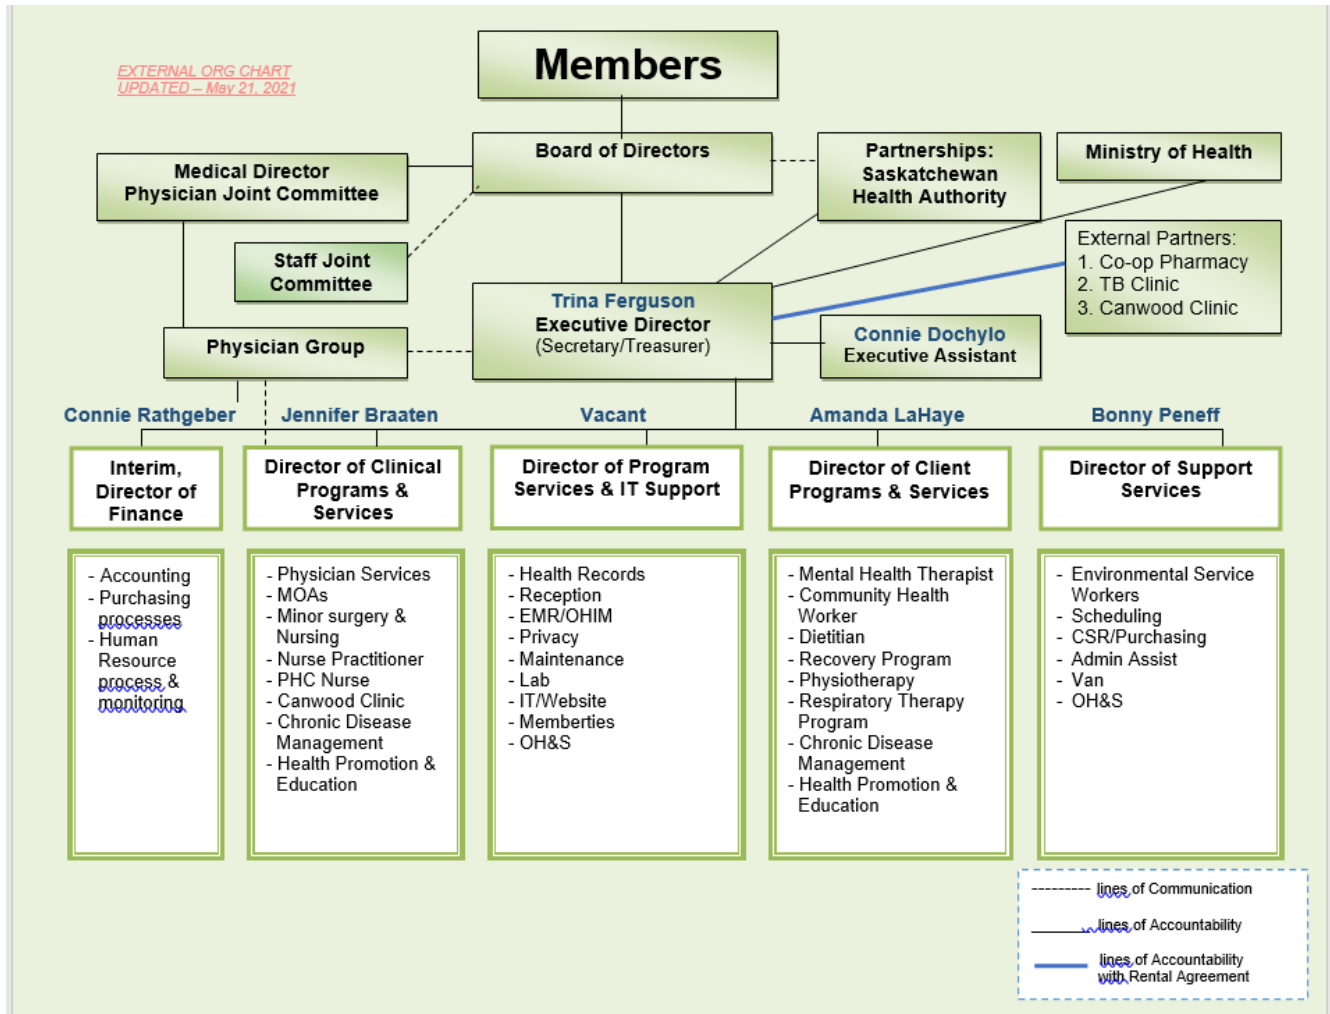 EXTERNAL ORG CHART
UPDATED – May 21, 2021
Members
Board of Directors
Medical Director
Physician Joint Committee
Partnerships:
Saskatchewan
Health Authority
Ministry of Health
Staff Joint
Committee
External Partners:
1. Co-op Pharmacy
2. TB Clinic
3. Canwood Clinic
Trina Ferguson
Executive Director
(Secretary/Treasurer)
Connie Dochylo
Executive Assistant
Physician Group
Connie Rathgeber
Jennifer Braaten
Vacant
Amanda LaHaye
Bonny Peneff
Interim,
Director of
Finance
Director of Clinical
Programs &
Services
Director of Program
Services & IT Support
Director of Client
Programs & Services
Director of Support
Services
- Accounting
- Purchasing
processes
- Human
Resource
process &
monitoring
- Physician Services
- MOAs
- Minor surgery &
Nursing
- Nurse Practitioner
- PHC Nurse
- Canwood Clinic
- Chronic Disease
Management
- Health Promotion &
Education
- Health Records
- Reception
- EMR/OHIM
- Privacy
- Maintenance
- Lab
- IT/Website
- Memberties
- OH&S
- Mental Health Therapist
- Community Health
Worker
- Dietitian
- Recovery Program
- Physiotherapy
- Respiratory Therapy
Program
- Chronic Disease
Management
- Health Promotion &
Education
- Environmental Service
Workers
- Scheduling
- CSR/Purchasing
- Admin Assist
- Van
- OH&S
lines of Communication
lines of Accountability
lines of Accountability
with Rental Agreement